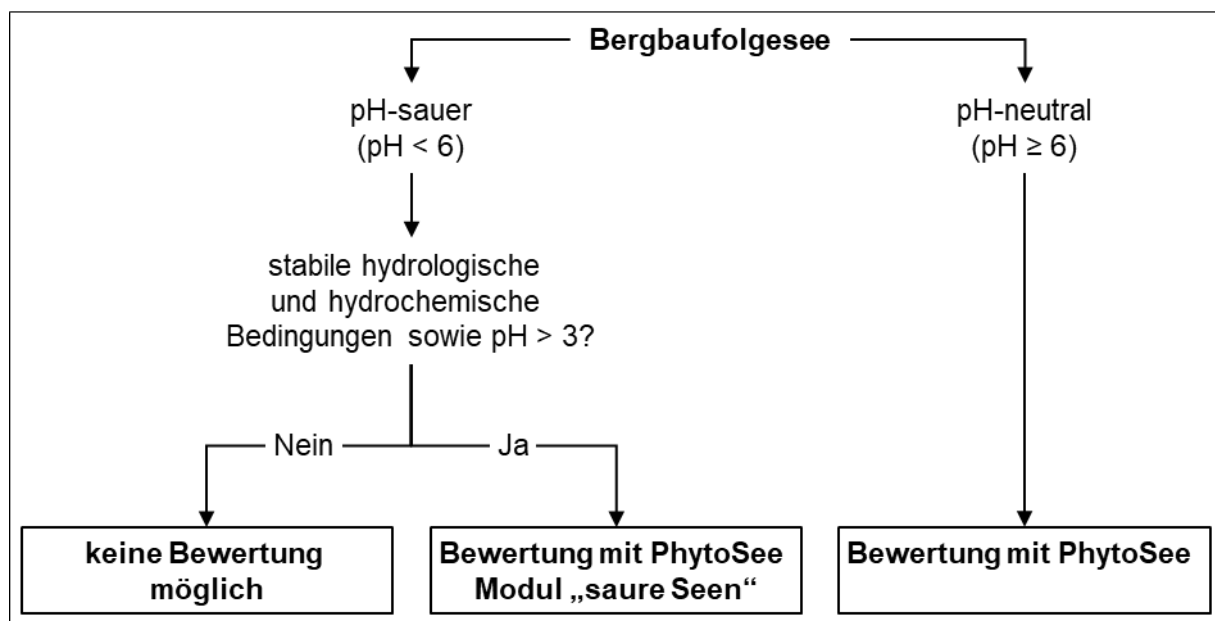 Bergbaufolgesee
pH-sauer
(pH < 6)
pH-neutral
(pH ≥ 6)
stabile hydrologische
und hydrochemische
Bedingungen sowie pH > 3?
Nein
Ja
keine Bewertung
möglich
Bewertung mit PhytoSee
Modul „saure Seen“
Bewertung mit PhytoSee